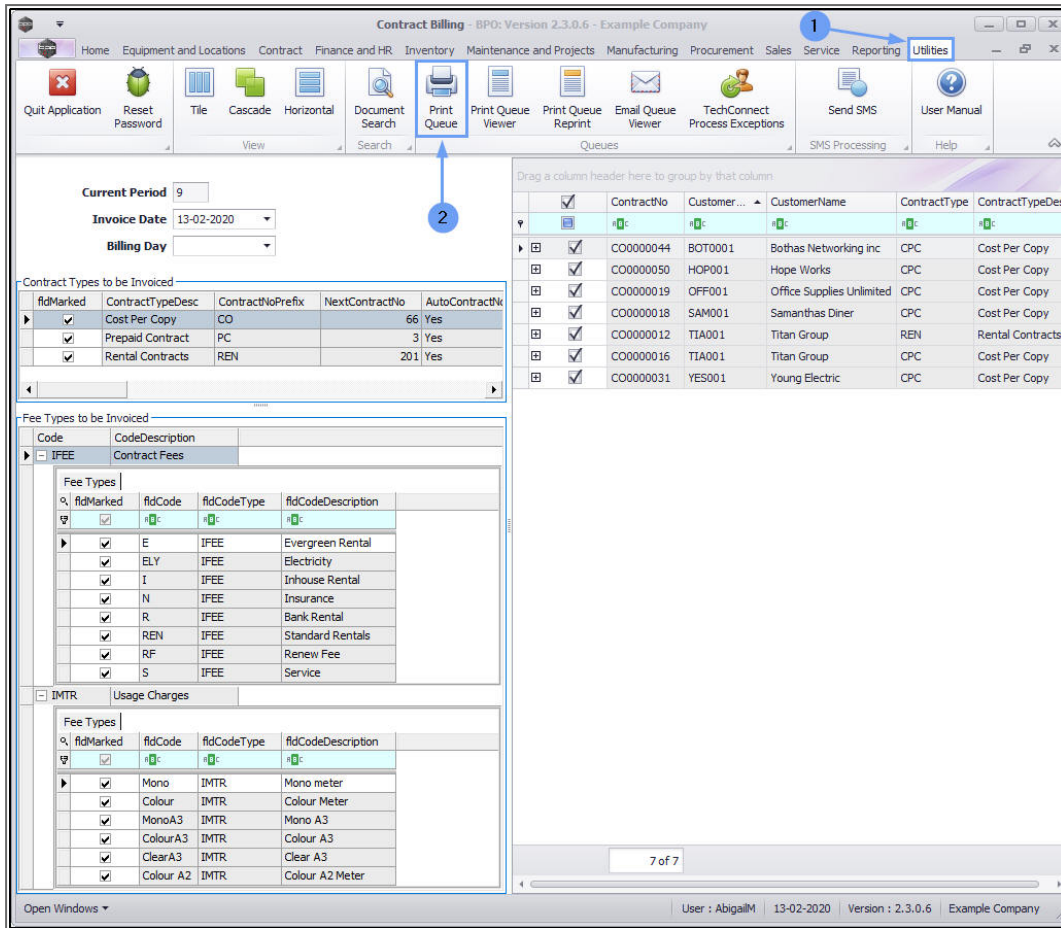 Contract Billing - BPO: Version 2.3.0.6 - Example Company
1
Home Equipment and Locations Contract Finance and HR Inventory Maintenance and Projects Manufacturing Procurement Sales Service Reporting Utilities
Quit Application Reset Password Tile Cascade Horizontal Document Search Print Queue Print Queue Viewer Print Queue Reprint Email Queue Viewer TechConnect Process Exceptions Send SMS User Manual
View Search Queues SMS Processing Help
2
Current Period 9
Invoice Date 13-02-2020
Billing Day
Contract Types to be Invoiced
fldMarked ContractTypeDesc ContractNoPrefix NextContractNo AutoContractNo
Cost Per Copy CO 66 Yes
Prepaid Contract PC 3 Yes
Rental Contracts REN 201 Yes
Fee Types to be Invoiced
Code CodeDescription
IFEE Contract Fees
Fee Types
fldMarked fldCode fldCodeType fldCodeDescription
E IFEE Evergreen Rental
ELY IFEE Electricity
I IFEE Inhouse Rental
N IFEE Insurance
R IFEE Bank Rental
REN IFEE Standard Rentals
RF IFEE Renew Fee
S IFEE Service
IMTR Usage Charges
Fee Types
fldMarked fldCode fldCodeType fldCodeDescription
Mono IMTR Mono meter
Colour IMTR Colour Meter
MonoA3 IMTR Mono A3
ColourA3 IMTR Colour A3
ClearA3 IMTR Clear A3
Colour A2 IMTR Colour A2 Meter
Drag a column header here to group by that column
ContractNo Customer... CustomerName ContractType ContractTypeDes
CO0000044 BOT0001 Bothas Networking inc CPC Cost Per Copy
CO0000050 HOP001 Hope Works CPC Cost Per Copy
CO0000019 OFF001 Office Supplies Unlimited CPC Cost Per Copy
CO0000018 SAM001 Samanthas Diner CPC Cost Per Copy
CO0000012 TIA001 Titan Group REN Rental Contracts
CO0000016 TIA001 Titan Group CPC Cost Per Copy
CO0000031 YES001 Young Electric CPC Cost Per Copy
7 of 7
Open Windows User : AbigailM 13-02-2020 Version : 2.3.0.6 Example Company